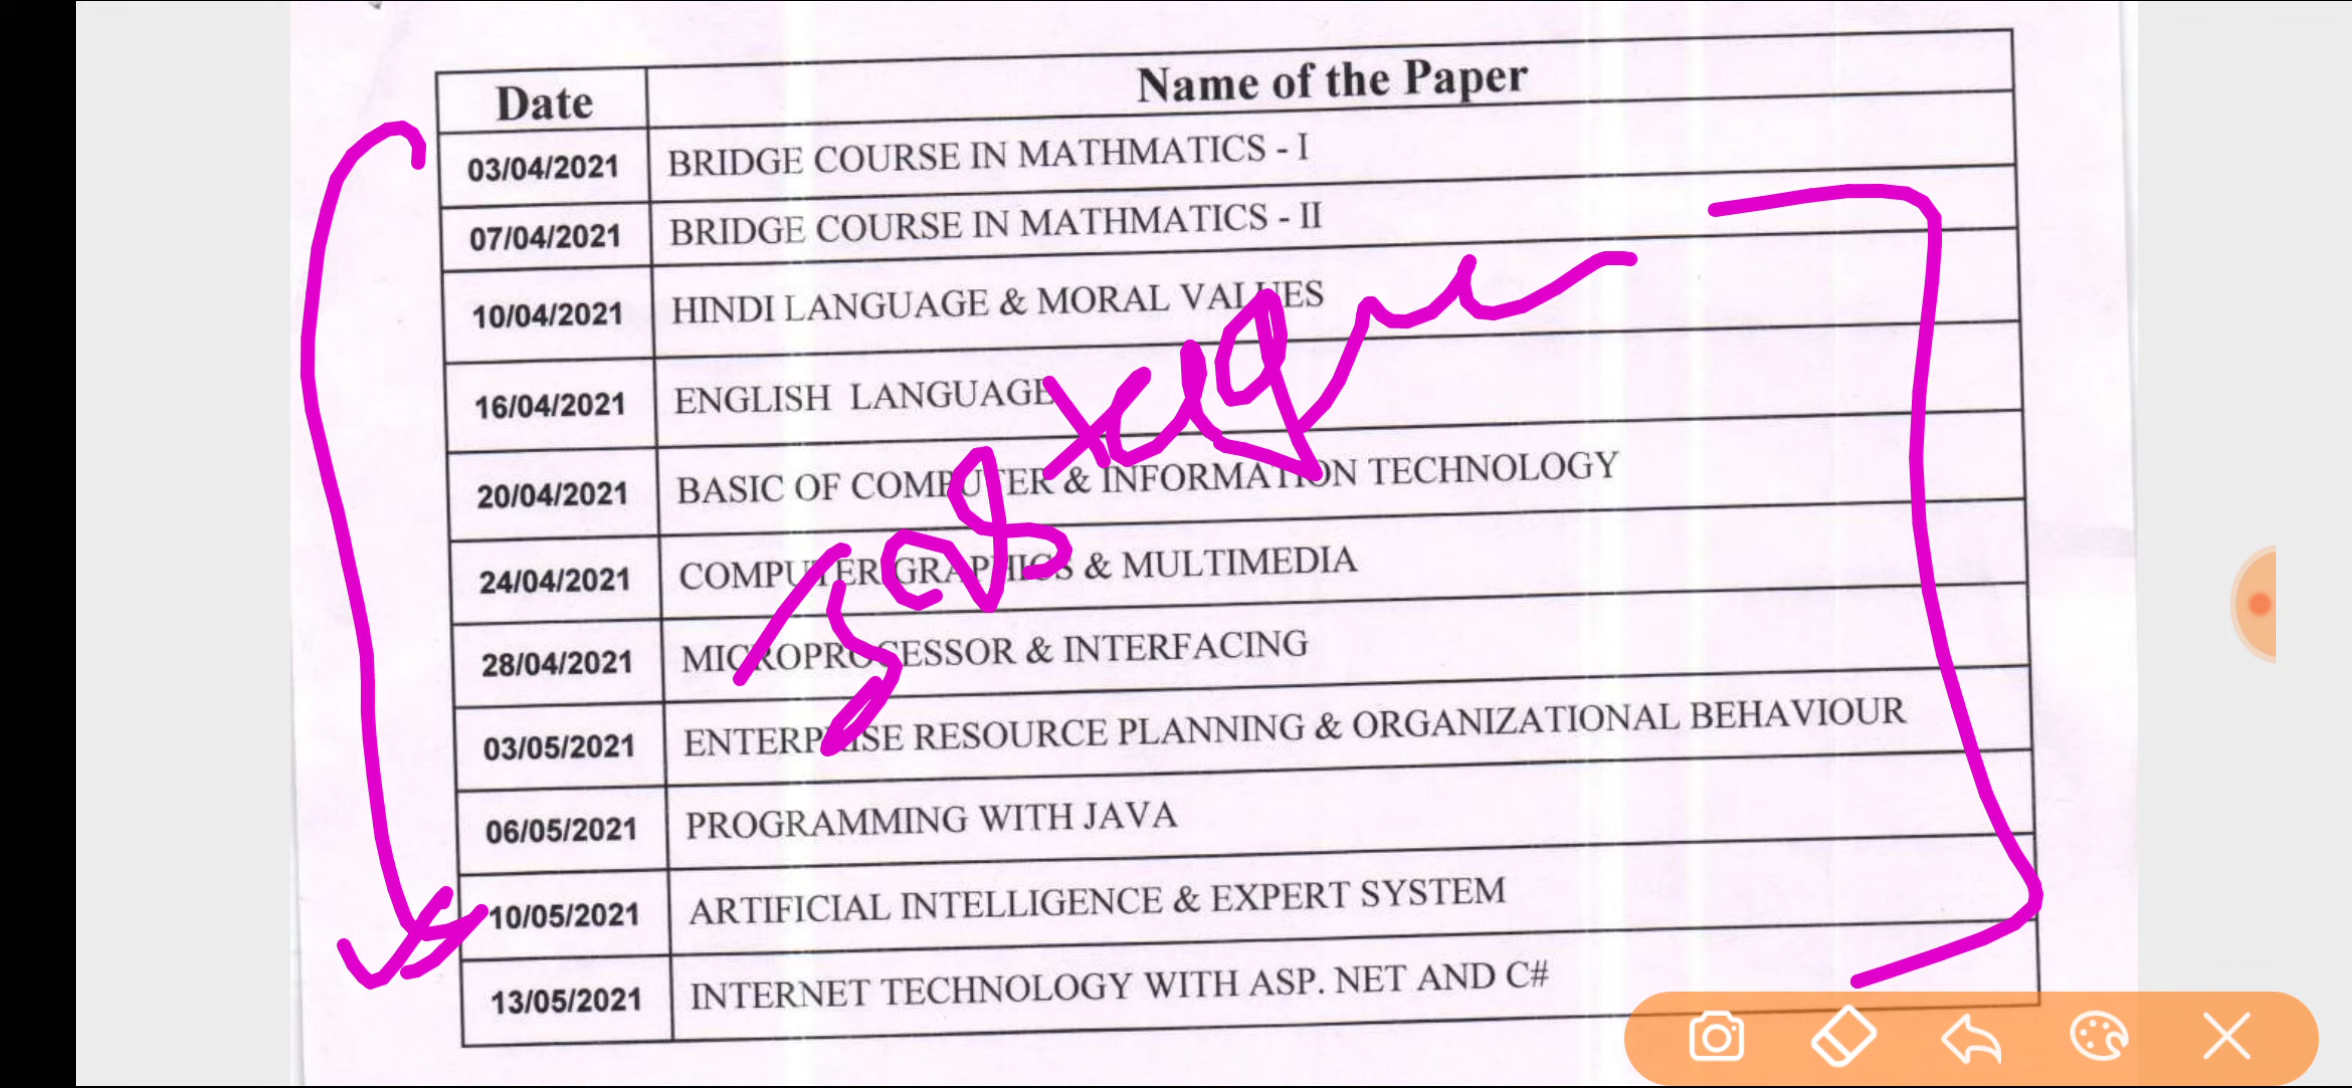 Date Name of the Paper
03/04/2021 BRIDGE COURSE IN MATHMATICS - I
07/04/2021 BRIDGE COURSE IN MATHMATICS - II
10/04/2021 HINDI LANGUAGE & MORAL VALUES
16/04/2021 ENGLISH LANGUAGE
20/04/2021 BASIC OF COMPUTER & INFORMATION TECHNOLOGY
24/04/2021 COMPUTER GRAPHICS & MULTIMEDIA
28/04/2021 MICROPROCESSOR & INTERFACING
03/05/2021 ENTERPRISE RESOURCE PLANNING & ORGANIZATIONAL BEHAVIOUR
06/05/2021 PROGRAMMING WITH JAVA
10/05/2021 ARTIFICIAL INTELLIGENCE & EXPERT SYSTEM
13/05/2021 INTERNET TECHNOLOGY WITH ASP. NET AND C#